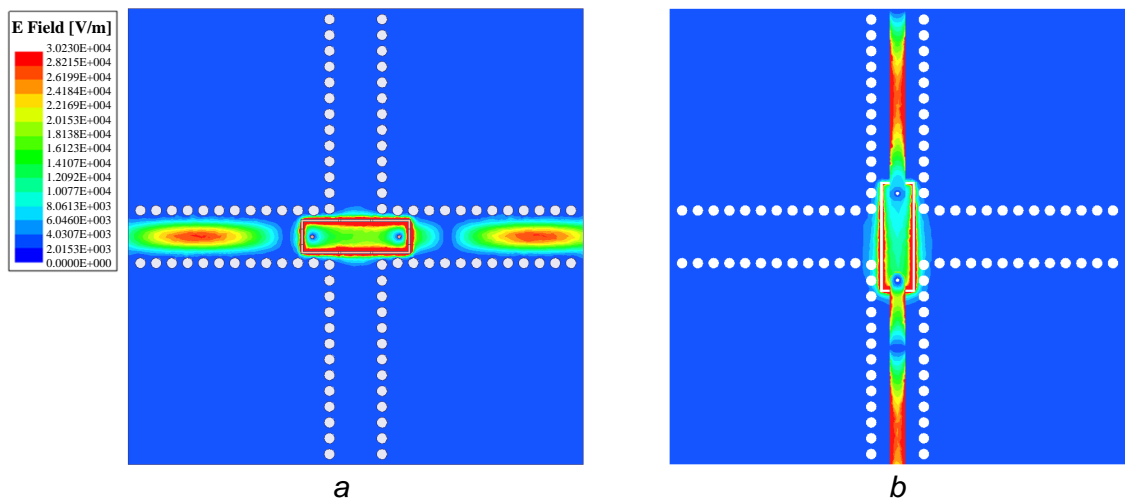 E Field [V/m]
3.0230E+004
2.8215E+004
2.6199E+004
2.4184E+004
2.2169E+004
2.0153E+004
1.8138E+004
1.6123E+004
1.4107E+004
1.2092E+004
1.0077E+004
8.0613E+003
6.0460E+003
4.0307E+003
2.0153E+003
0.0000E+000
a
b